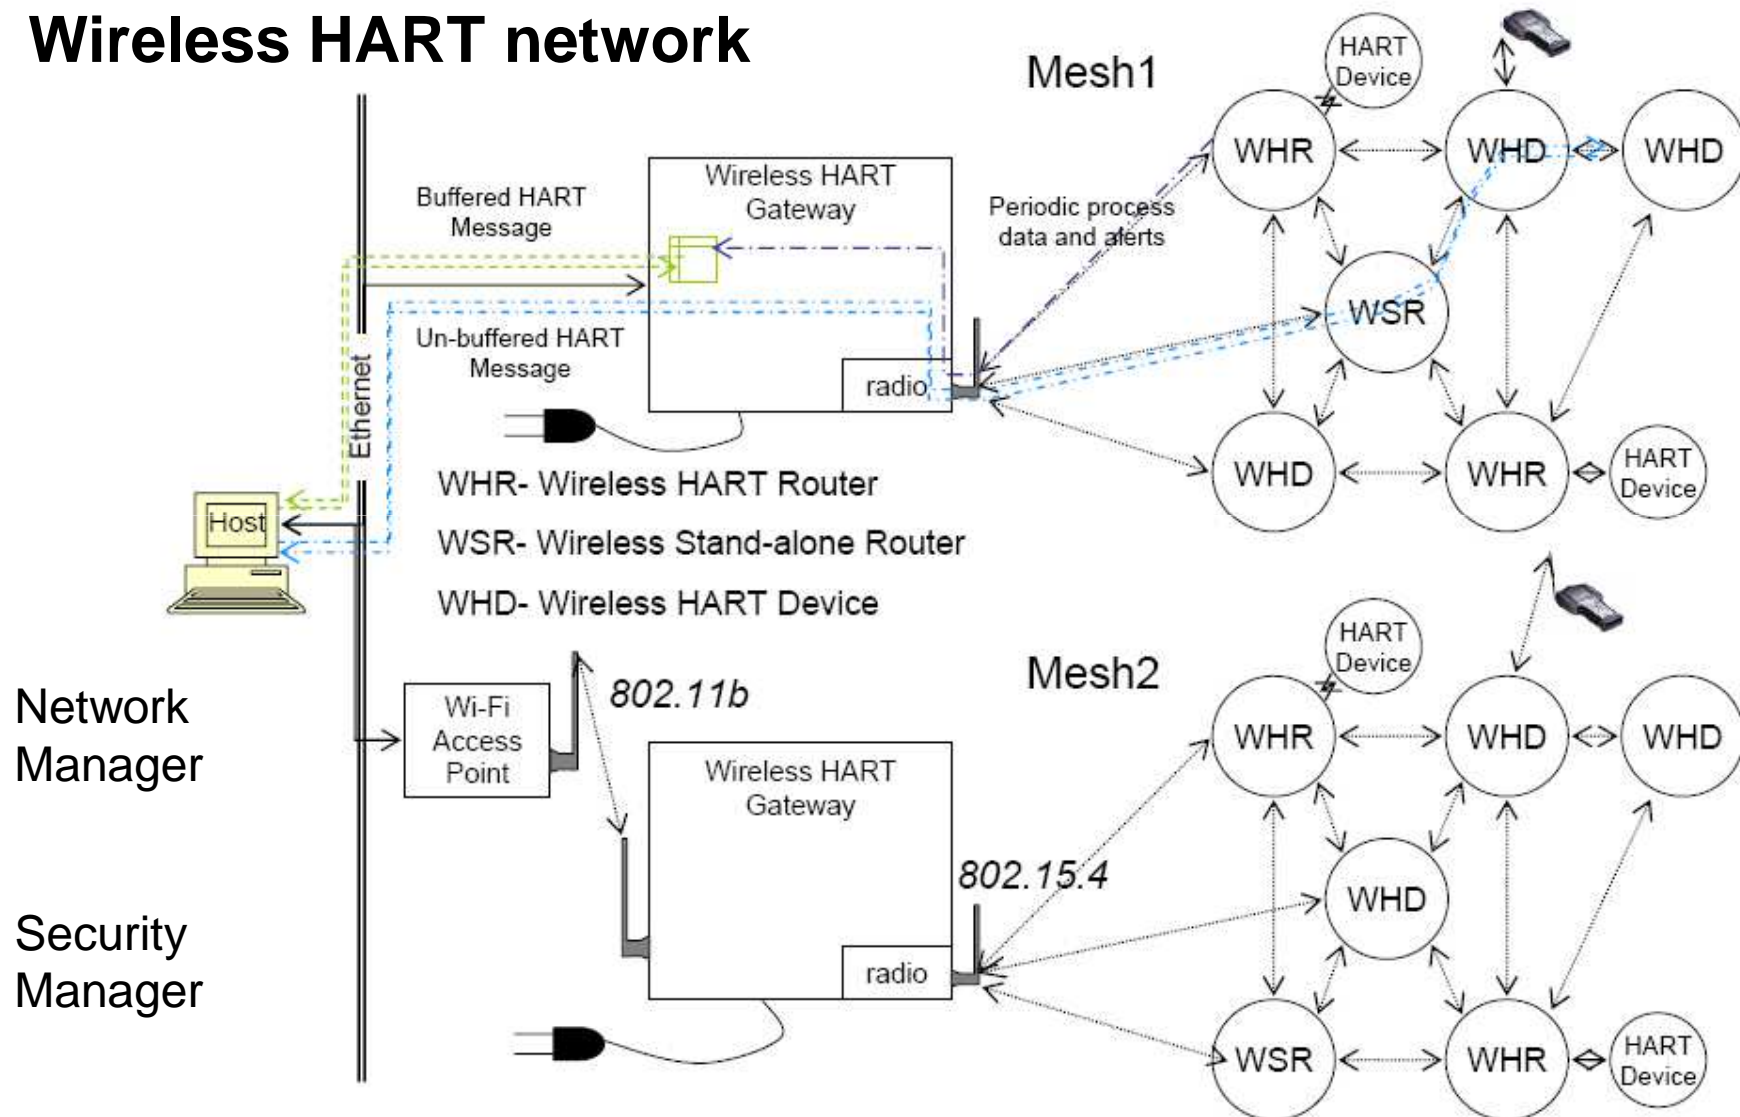 Wireless HART network
Mesh1
HART
Device
WHR
WHD
WHD
Wireless HART
Gateway
Buffered HART
Message
Periodic process
data and alerts
WSR
Un-buffered HART
Message
radio
Ethernet
WHD
WHR
HART
Device
WHR- Wireless HART Router
Host
WSR- Wireless Stand-alone Router
WHD- Wireless HART Device
Mesh2
HART
Device
Network
Manager
802.11b
Wi-Fi
Access
Point
WHR
WHD
WHD
Wireless HART
Gateway
802.15.4
WHD
Security
Manager
radio
WSR
WHR
HART
Device